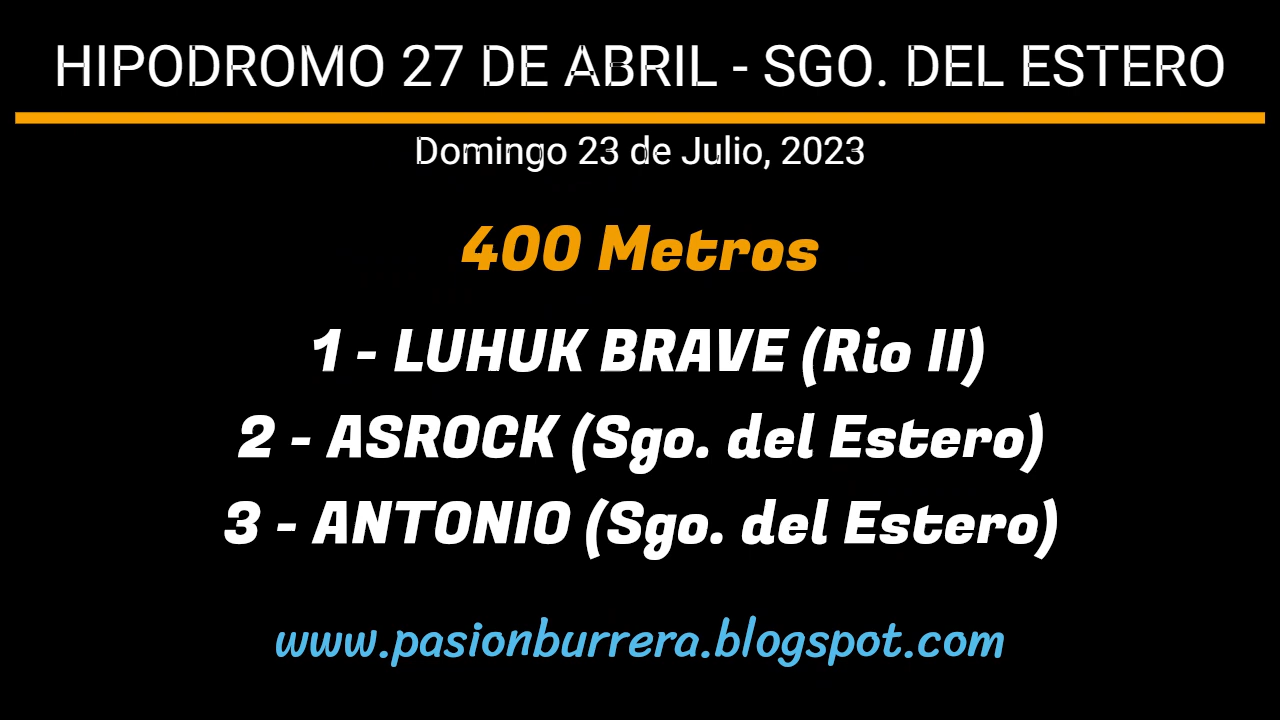 HIPODROMO 27 DE ABRIL - SGO. DEL ESTERO
Domingo 23 de Julio, 2023
400 Metros
1 - LUHUK BRAVE (Rio II)
2 - ASROCK (Sgo. del Estero)
3 - ANTONIO (Sgo. del Estero)
www.pasionburrera.blogspot.com